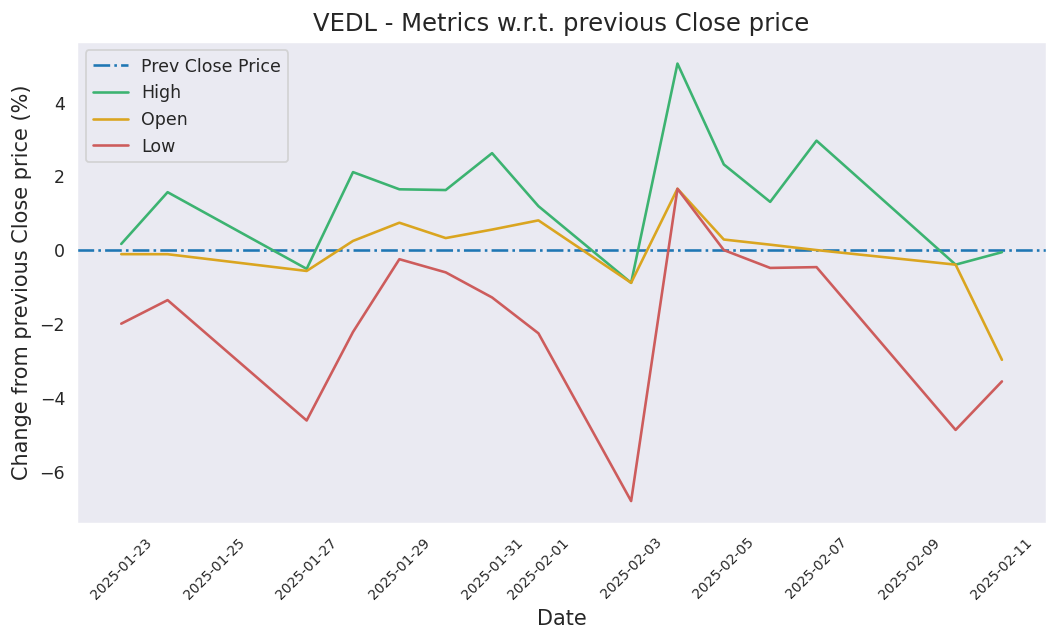 VEDL - Metrics w.r.t. previous Close price
Prev Close Price
High
Open
Low
Change from previous Close price (%)
4
2
0
−2
−4
−6
2025-01-23
2025-01-25
2025-01-27
2025-01-29
2025-01-31
2025-02-01
2025-02-03
2025-02-05
2025-02-07
2025-02-09
2025-02-11
Date